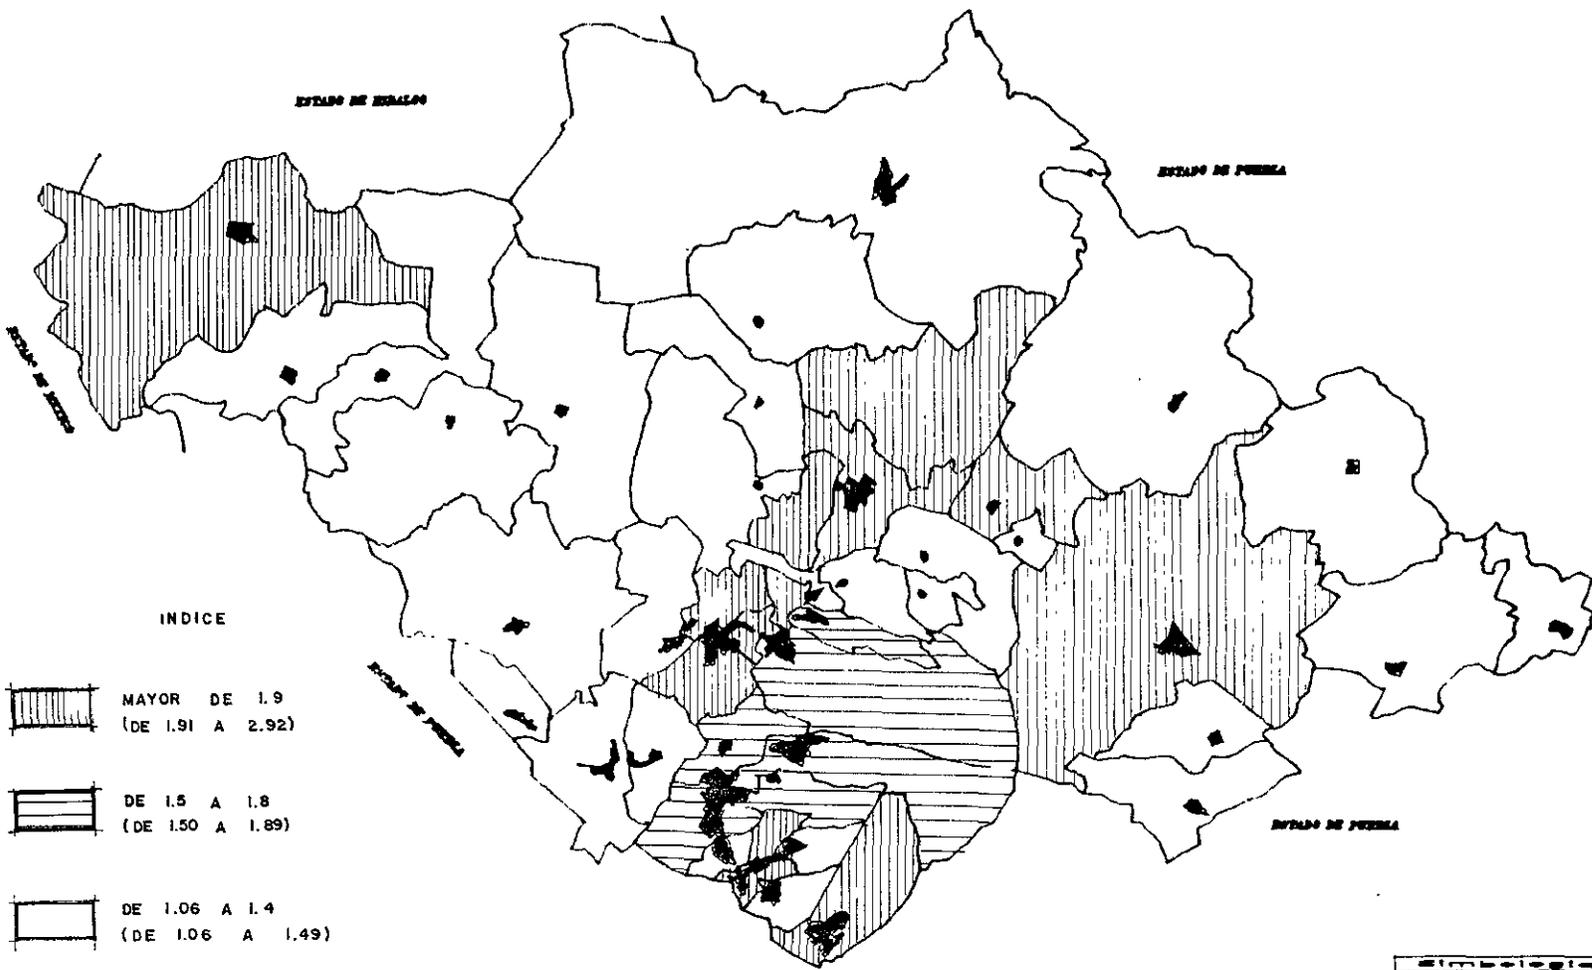 ESTADO DE HIDALGO
ESTADO DE PUEBLA
ESTADO DE MEXICO
ESTADO DE PUEBLA
ESTADO DE PUEBLA
INDICE
MAYOR DE 1.9
(DE 1.91 A 2.92)
DE 1.5 A 1.8
(DE 1.50 A 1.89)
DE 1.06 A 1.4
(DE 1.06 A 1.49)